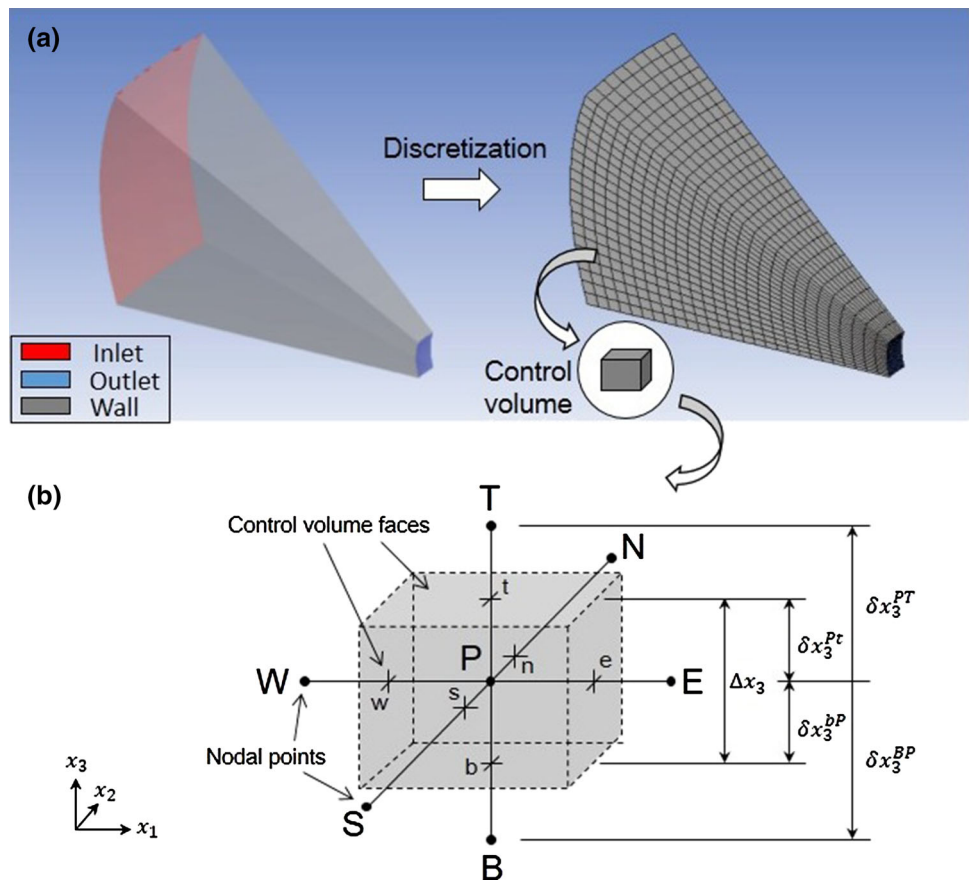 (a)
Discretization
Inlet
Outlet
Wall
Control
volume
(b)
T
Control volume faces
N
t
δx₃ᴾᵀ
δx₃ᴾᵗ
P
n
e
W
E
Δx₃
w
s
δx₃ᵇᴾ
Nodal points
b
δx₃ᴮᴾ
x₃
x₂
x₁
S
B